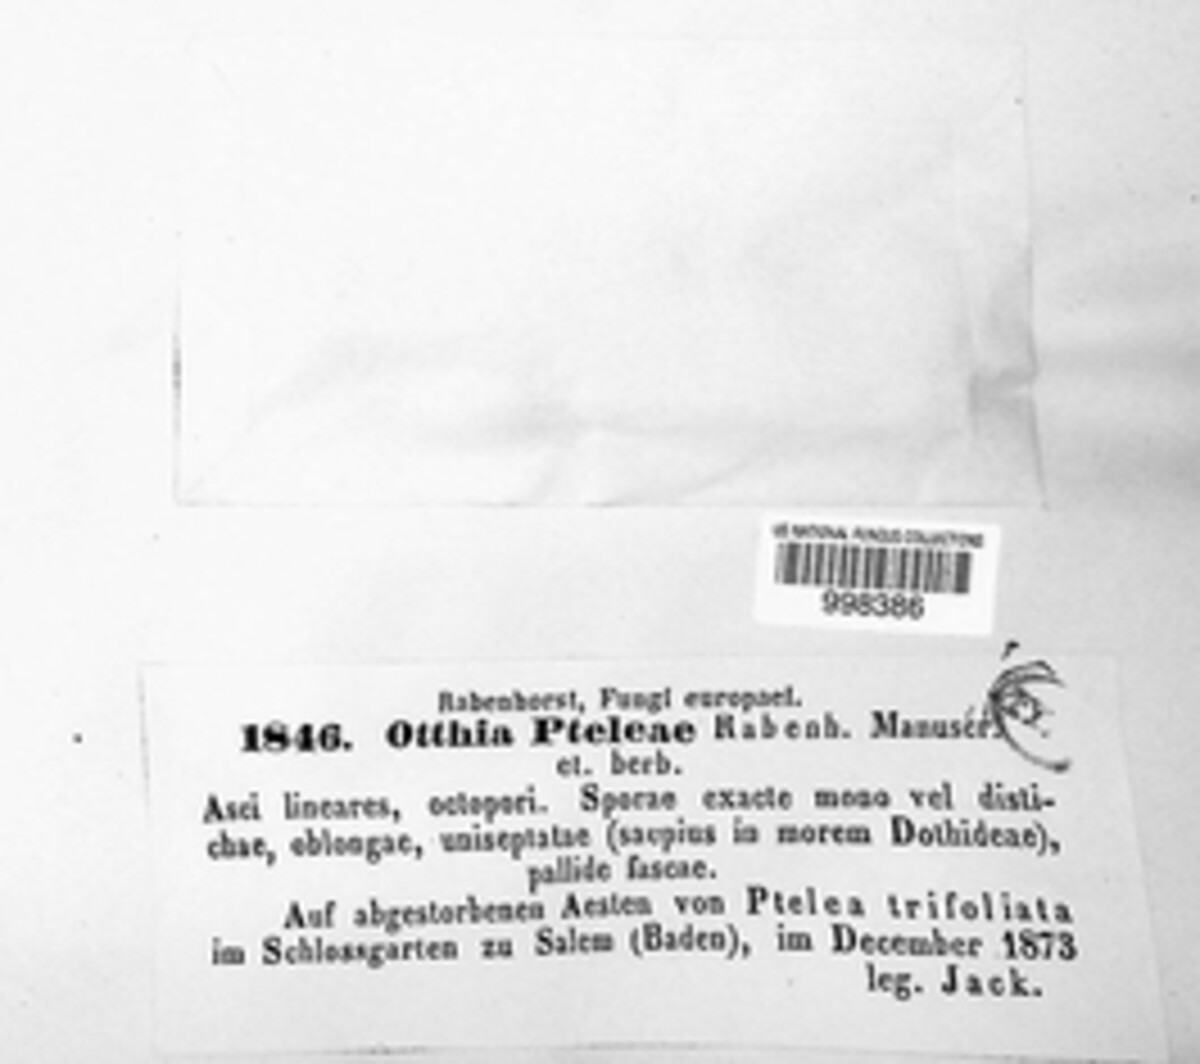 US NATIONAL FUNGUS COLLECTIONS
998386
Rabenhorst, Fungi europaei.
1846. Otthia Pteleae Rabenh. Manuscr.
et. herb.
Asci lineares, octopori. Sporae exacte mono vel disti-
chae, oblongae, uniseptatae (saepius in morem Dothideae),
pallide fuscae.
Auf abgestorbenen Aesten von Ptelea trifoliata
im Schlossgarten zu Salem (Baden), im December 1873
leg. Jack.